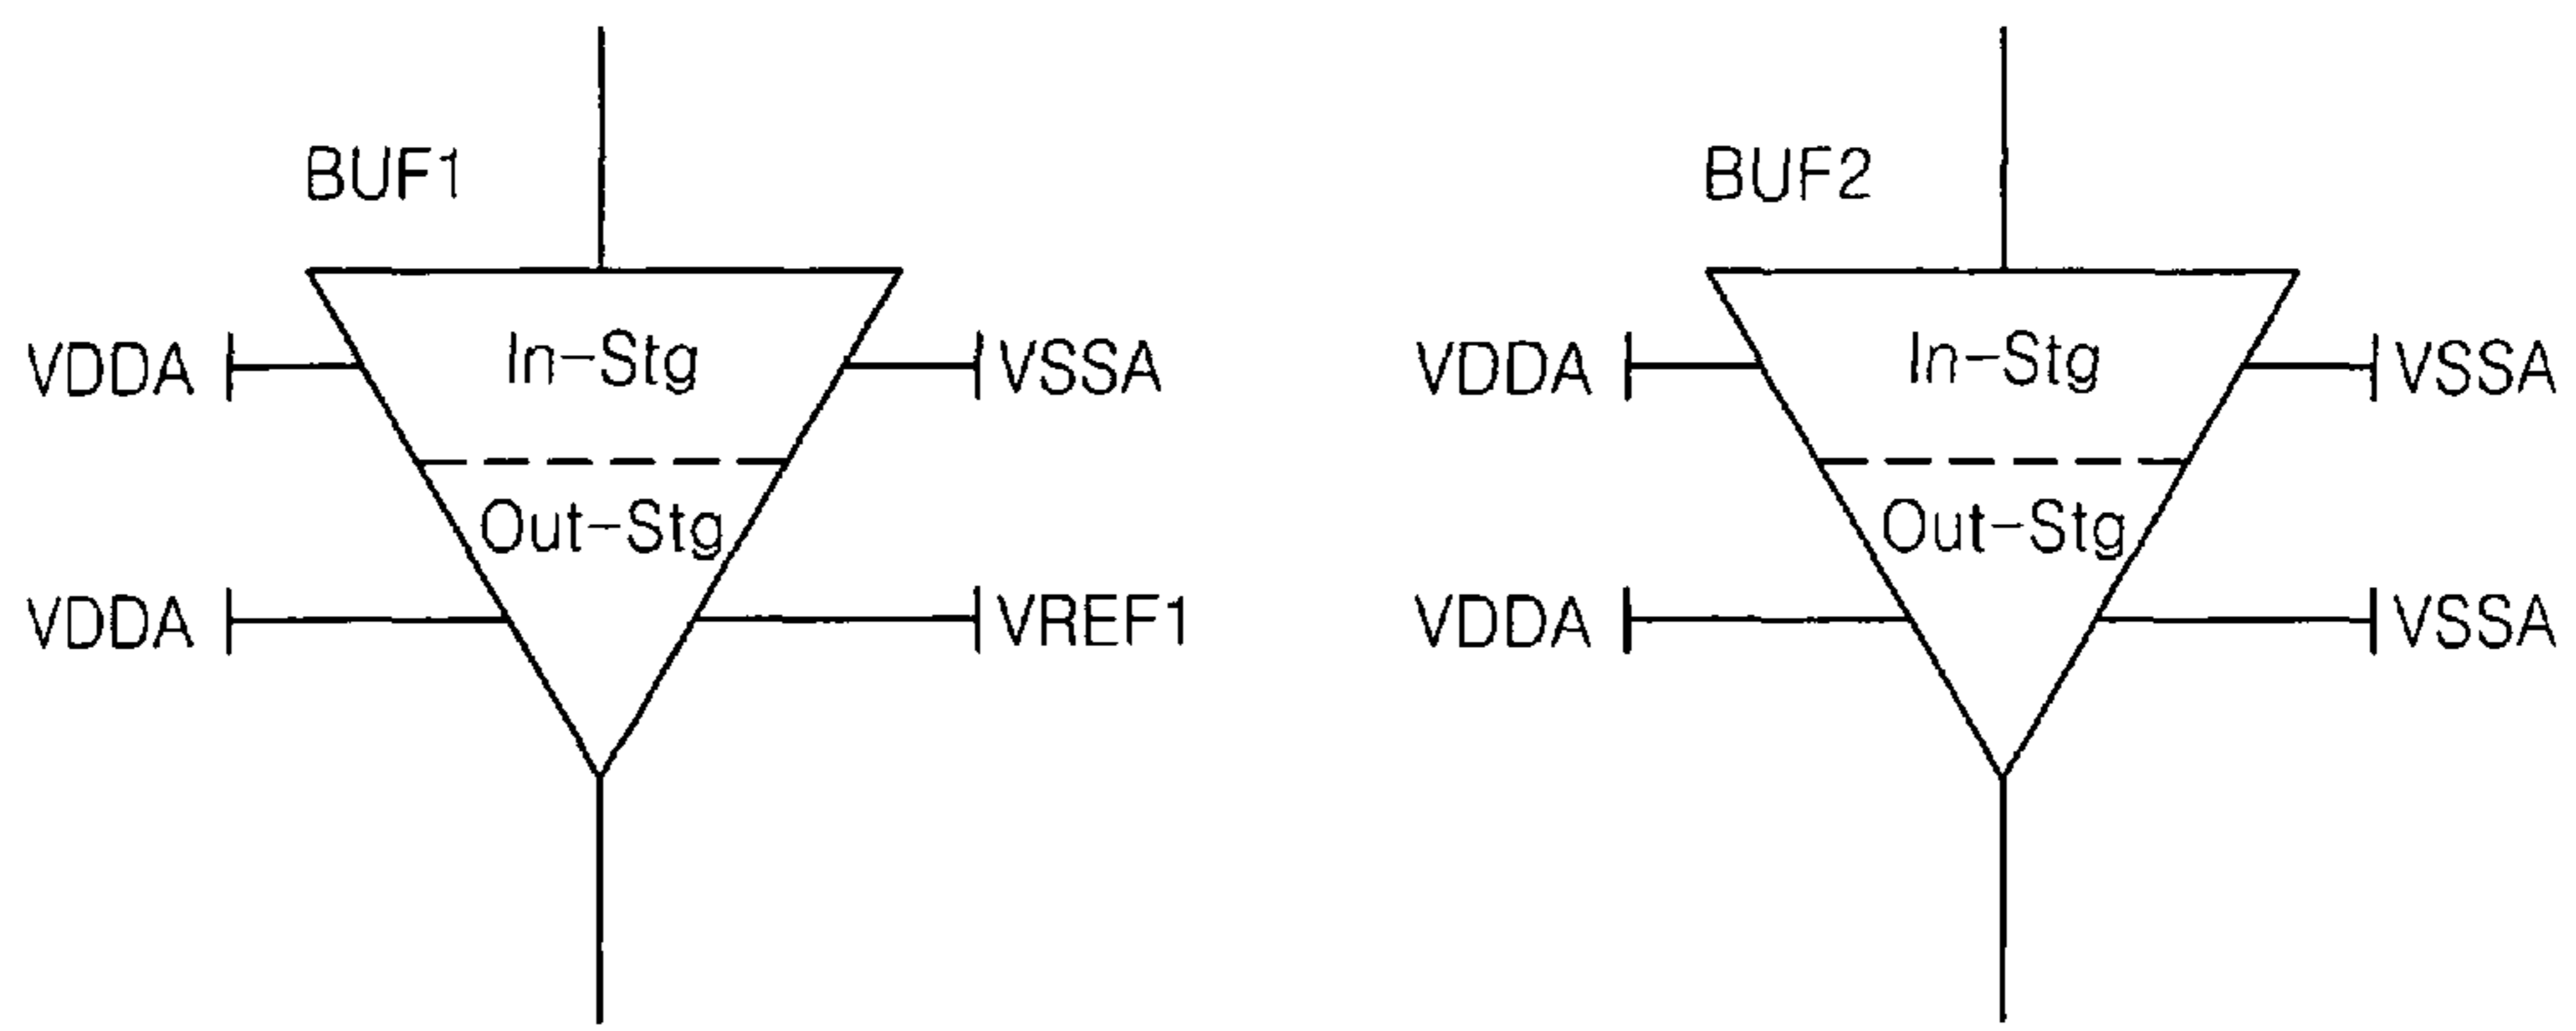 BUF1 BUF2
VDDA In-Stg VSSA VDDA In-Stg VSSA
Out-Stg Out-Stg
VDDA VREF1 VDDA VSSA